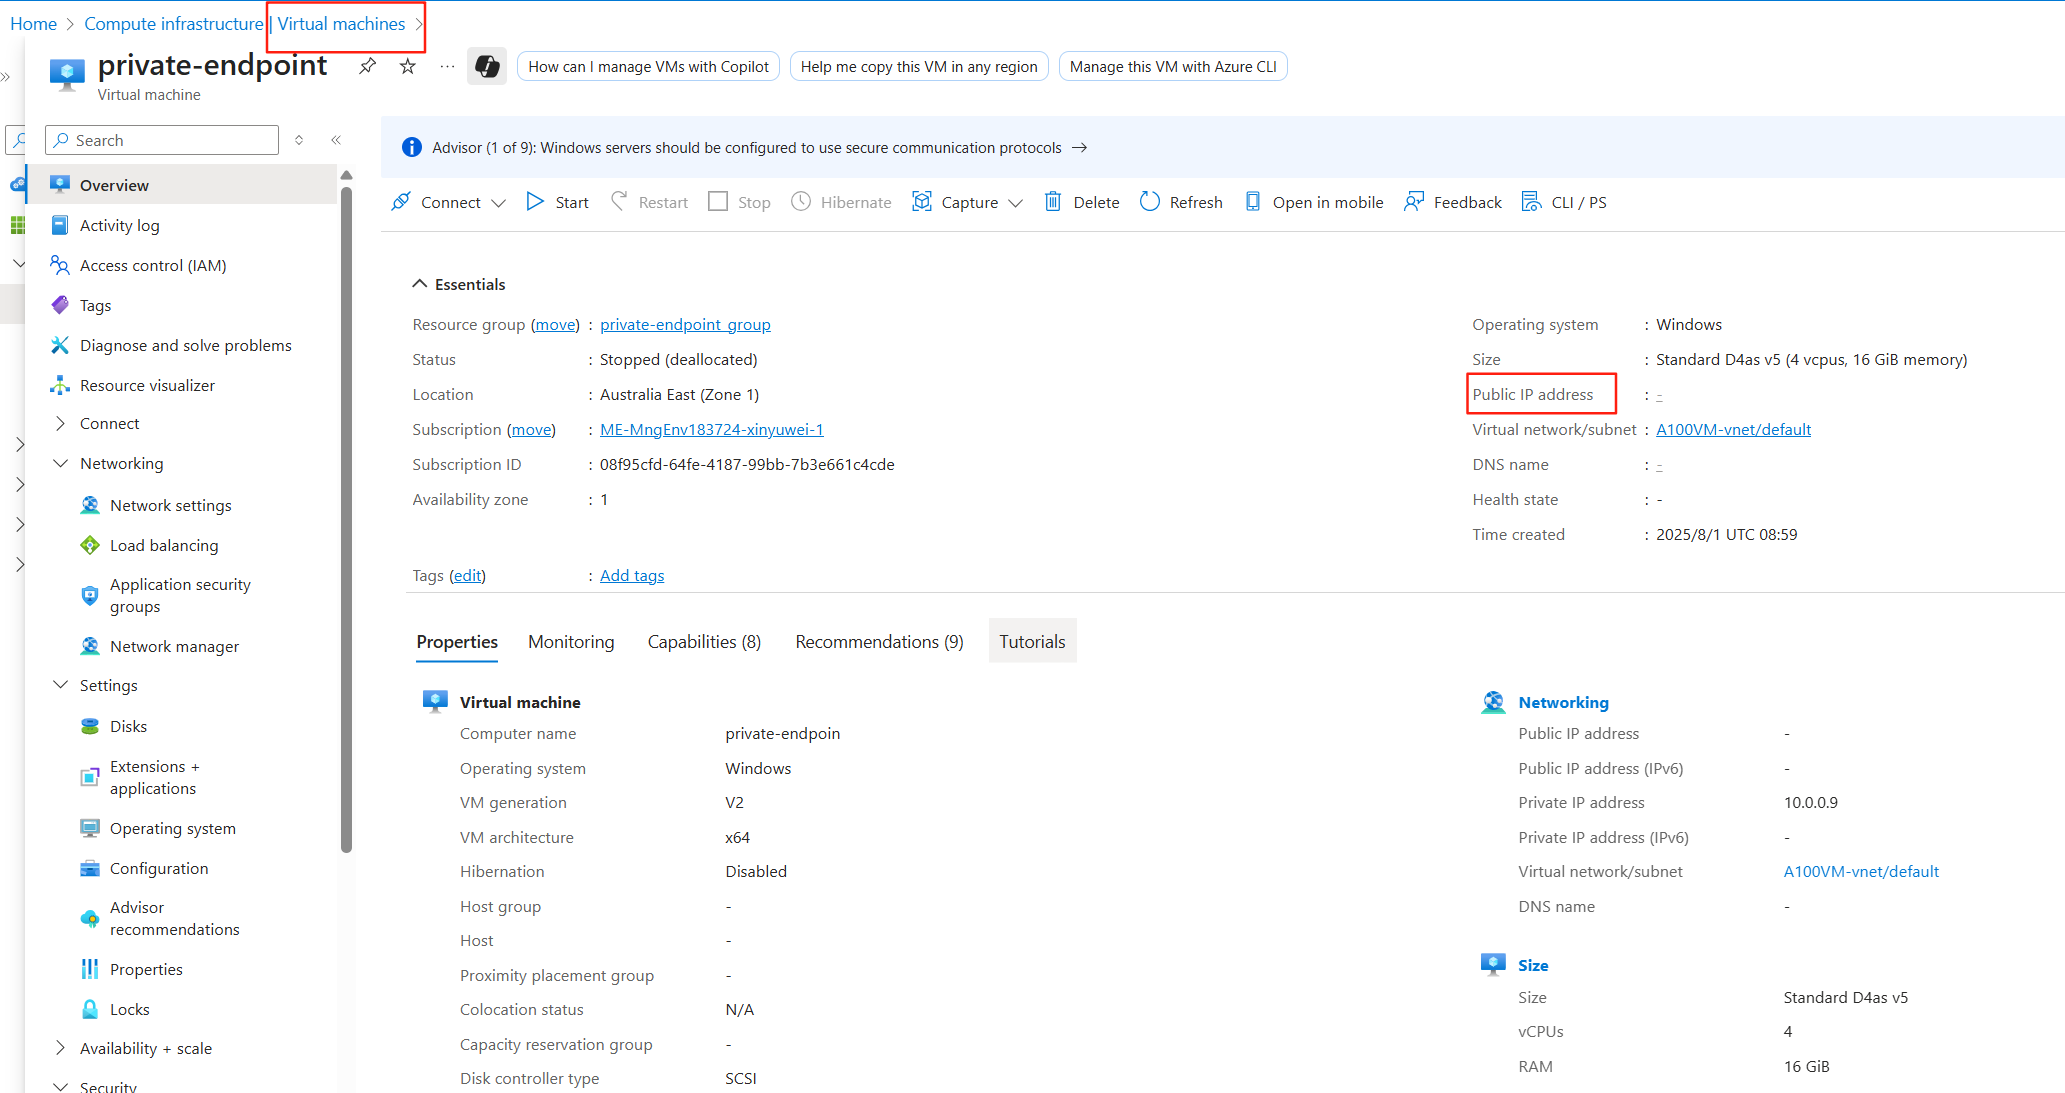 Home > Compute infrastructure | Virtual machines >
private-endpoint
Virtual machine
How can I manage VMs with Copilot
Help me copy this VM in any region
Manage this VM with Azure CLI
Search
Overview
Activity log
Access control (IAM)
Tags
Diagnose and solve problems
Resource visualizer
Connect
Networking
Network settings
Load balancing
Application security
groups
Network manager
Settings
Disks
Extensions +
applications
Operating system
Configuration
Advisor
recommendations
Properties
Locks
Availability + scale
Security
Advisor (1 of 9): Windows servers should be configured to use secure communication protocols →
Connect Start Restart Stop Hibernate Capture Delete Refresh Open in mobile Feedback CLI / PS
Essentials
Resource group (move) : private-endpoint_group
Status : Stopped (deallocated)
Location : Australia East (Zone 1)
Subscription (move) : ME-MngEnv183724-xinyuwei-1
Subscription ID : 08f95cfd-64fe-4187-99bb-7b3e661c4cde
Availability zone : 1
Operating system : Windows
Size : Standard D4as v5 (4 vcpus, 16 GiB memory)
Public IP address : -
Virtual network/subnet : A100VM-vnet/default
DNS name : -
Health state : -
Time created : 2025/8/1 UTC 08:59
Tags (edit) : Add tags
Properties Monitoring Capabilities (8) Recommendations (9) Tutorials
Virtual machine
Computer name private-endpoin
Operating system Windows
VM generation V2
VM architecture x64
Hibernation Disabled
Host group -
Host -
Proximity placement group -
Colocation status N/A
Capacity reservation group -
Disk controller type SCSI
Networking
Public IP address -
Public IP address (IPv6) -
Private IP address 10.0.0.9
Private IP address (IPv6) -
Virtual network/subnet A100VM-vnet/default
DNS name -
Size
Size Standard D4as v5
vCPUs 4
RAM 16 GiB